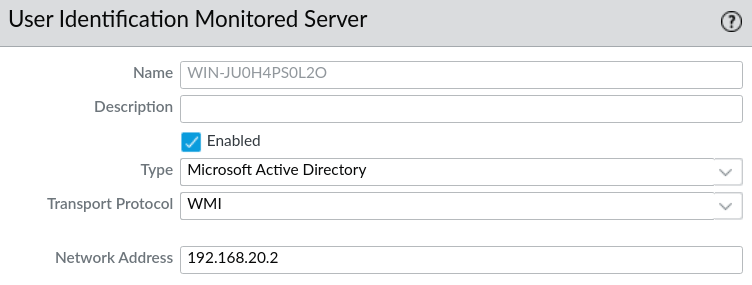 User Identification Monitored Server
Name WIN-JU0H4PS0L2O
Description
Enabled
Type Microsoft Active Directory
Transport Protocol WMI
Network Address 192.168.20.2